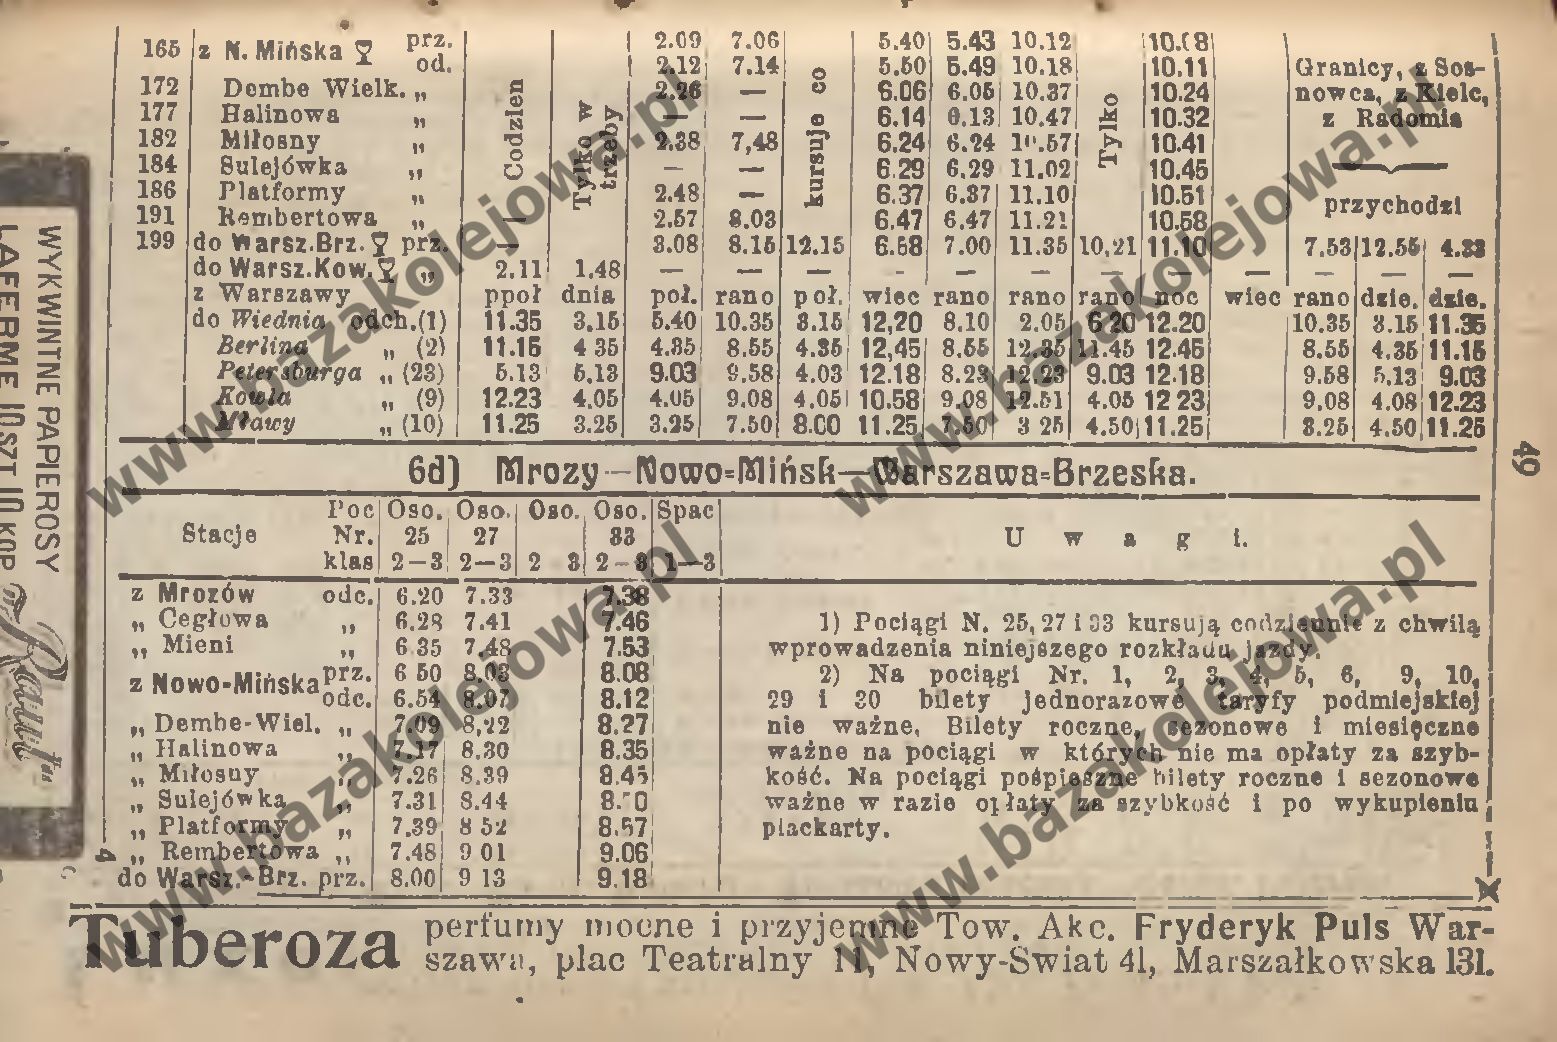 165 z N. Mińska prz. 2.09 7.06 5.40 5.43 10.12
od. 2.12 7.14 5.50 5.49 10.18 10.11 Granicy, z Sos-
172 Dembe Wielk. „ 2.26 — 6.06 6.05 10.37 10.24 nowca, z Kielc,
177 Halinowa „ — — 6.14 6.13 10.47 10.32 z Radomia
182 Miłosny „ 2.38 7,48 6.24 6.24 10.57 10.41
184 Sulejówka „ — — 6.29 6.29 11.02 10.45
186 Platformy „ 2.48 — 6.37 6.37 11.10 10.51
191 Rembertowa „ — 2.57 8.03 6.47 6.47 11.21 10.58 przychodzi
Codzien
Tylko w
trzeby
kursuje co
Tylko
199 do Warsz.Brz. prz. — 3.08 8.15 12.15 6.58 7.00 11.35 10,21 11.10 7.53 12.55 4.33
do Warsz.Kow. „ 2.11 1.48 — — — — — — — — — — — —
z Warszawy ppoł dnia poł. rano poł. wiec rano rano rano noc wiec rano dzie. dzie.
do Wiednia odch.(1) 11.35 3.15 5.40 10.35 3.15 12,20 8.10 2.05 6 20 12.20 10.35 3.15 11.35
Berlina „ (2) 11.15 4 35 4.35 8.55 4.35 12,45 8.55 12.35 11.45 12.45 8.55 4.35 11.15
Petersburga „ (23) 5.13 5.13 9.03 9.58 4.03 12.18 8.23 12.23 9.03 12.18 9.58 5.13 9.03
Kowla „ (9) 12.23 4.05 4.05 9.08 4.05 10.58 9.08 12.51 4.05 12 23 9.08 4.08 12.23
Mławy „ (10) 11.25 3.25 3.25 7.50 8.00 11.25 7.50 3 25 4.50 11.25 3.25 4.50 11.25
6d) Mrozy—Nowo=Mińsk—Warszawa=Brzeska.
Poc Oso. Oso. Oso. Oso. Spac
Stacje Nr. 25 27 33 U w a g i.
klas 2—3 2—3 2 3 2—3 1—3
z Mrozów odc. 6.20 7.33 7.38
„ Cegłowa „ 6.28 7.41 7.46
„ Mieni „ 6 35 7.48 7.53
z Nowo-Mińska prz. 6 50 8.03 8.08
odc. 6.54 8.07 8.12
„ Dembe-Wiel. „ 7.09 8,22 8.27
„ Halinowa „ 7.17 8.30 8.35
„ Miłosny 7.26 8.39 8.45
„ Sulejówka „ 7.31 8.44
„ Platformy „ 7.39 8 52 8.57
„ Rembertowa „ 7.48 9 01 9.06
do Warsz.-Brz. prz. 8.00 9 13 9.18
1) Pociągi N. 25, 27 i 33 kursują codziennie z chwilą
wprowadzenia niniejszego rozkładu jazdy.
2) Na pociągi Nr. 1, 2, 3, 4, 5, 6, 9, 10,
29 i 30 bilety jednorazowe taryfy podmiejskiej
nie ważne, Bilety roczne, sezonowe i miesięczne
ważne na pociągi w których nie ma opłaty za szyb-
kość. Na pociągi pośpieszne bilety roczne i sezonowe
ważne w razie opłaty za szybkość i po wykupieniu
plackarty.
4
49
WYKWINTNE PAPIEROSY
LAFERME 10SZT 10 KOP
Tuberoza perfumy mocne i przyjemne Tow. Akc. Fryderyk Puls War-
szawa, plac Teatralny 11, Nowy-Swiat 41, Marszałkowska 131.
www.bazakolejowa.pl
www.bazakolejowa.pl
www.bazakolejowa.pl
www.bazakolejowa.pl